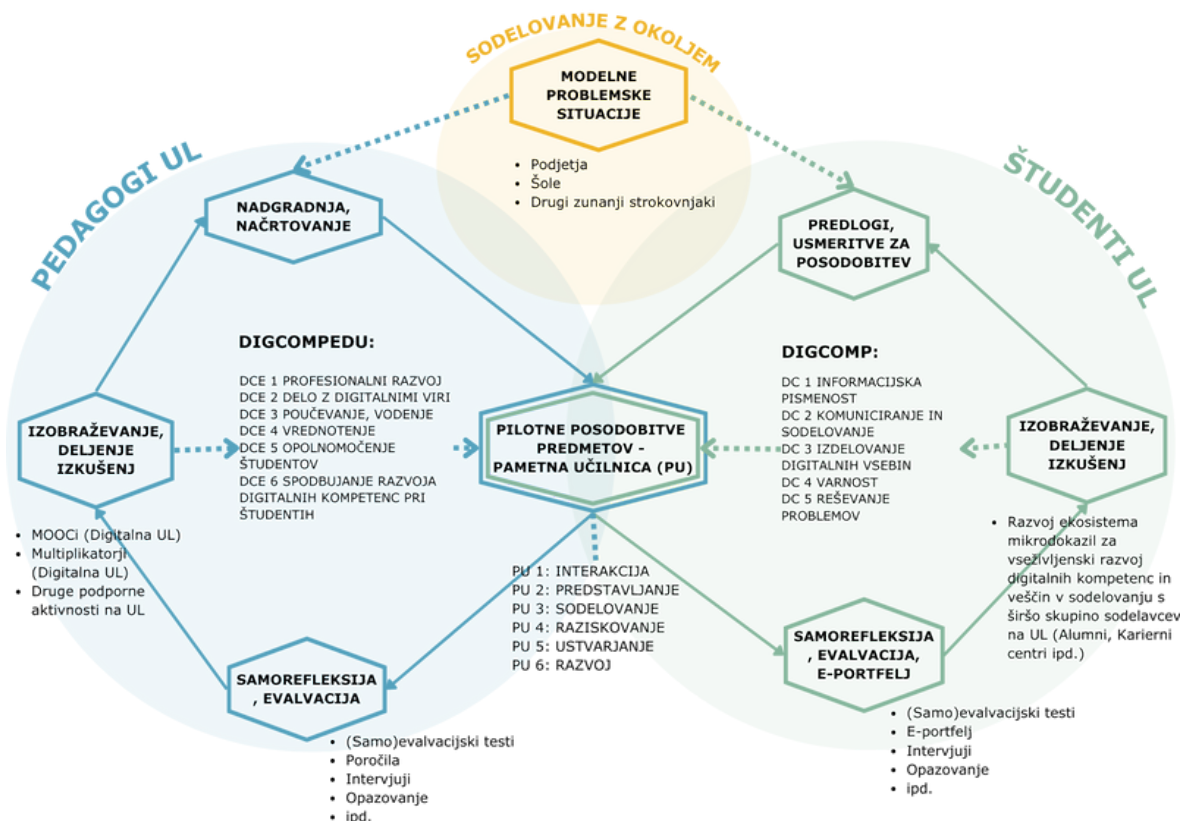 SODELOVANJE Z OKOLJEM
MODELNE
PROBLEMSKE
SITUACIJE
• Podjetja
• Šole
• Drugi zunanji strokovnjaki
PEDAGOGI UL
NADGRADNJA,
NAČRTOVANJE
DIGCOMPEDU:
DCE 1 PROFESIONALNI RAZVOJ
DCE 2 DELO Z DIGITALNIMI VIRI
DCE 3 POUČEVANJE, VODENJE
DCE 4 VREDNOTENJE
DCE 5 OPOLNOMOČENJE
ŠTUDENTOV
DCE 6 SPODBUJANJE RAZVOJA
DIGITALNIH KOMPETENC PRI
ŠTUDENTIH
IZOBRAŽEVANJE,
DELJENJE
IZKUŠENJ
• MOOCi (Digitalna UL)
• Multiplikatorji
(Digitalna UL)
• Druge podporne
aktivnosti na UL
SAMOREFLEKSIJA
, EVALVACIJA
• (Samo)evalvacijski testi
• Poročila
• Intervjuji
• Opazovanje
• ipd.
PILOTNE POSODOBITVE
PREDMETOV -
PAMETNA UČILNICA (PU)
PU 1: INTERAKCIJA
PU 2: PREDSTAVLJANJE
PU 3: SODELOVANJE
PU 4: RAZISKOVANJE
PU 5: USTVARJANJE
PU 6: RAZVOJ
ŠTUDENTI UL
PREDLOGI,
USMERITVE ZA
POSODOBITEV
DIGCOMP:
DC 1 INFORMACIJSKA
PISMENOST
DC 2 KOMUNICIRANJE IN
SODELOVANJE
DC 3 IZDELOVANJE
DIGITALNIH VSEBIN
DC 4 VARNOST
DC 5 REŠEVANJE
PROBLEMOV
IZOBRAŽEVANJE,
DELJENJE
IZKUŠENJ
• Razvoj ekosistema
mikrodokazil za
vseživljenski razvoj
digitalnih kompetenc in
veščin v sodelovanju s
širšo skupino sodelavcev
na UL (Alumni, Karierni
centri ipd.)
SAMOREFLEKSIJA
, EVALVACIJA,
E-PORTFELJ
• (Samo)evalvacijski testi
• E-portfelj
• Intervjuji
• Opazovanje
• ipd.